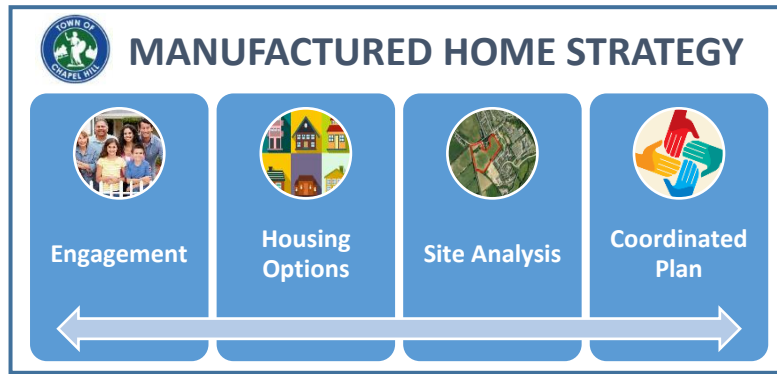 TOWN OF
CHAPEL HILL
MANUFACTURED HOME STRATEGY
Engagement
Housing
Options
Site Analysis
Coordinated
Plan